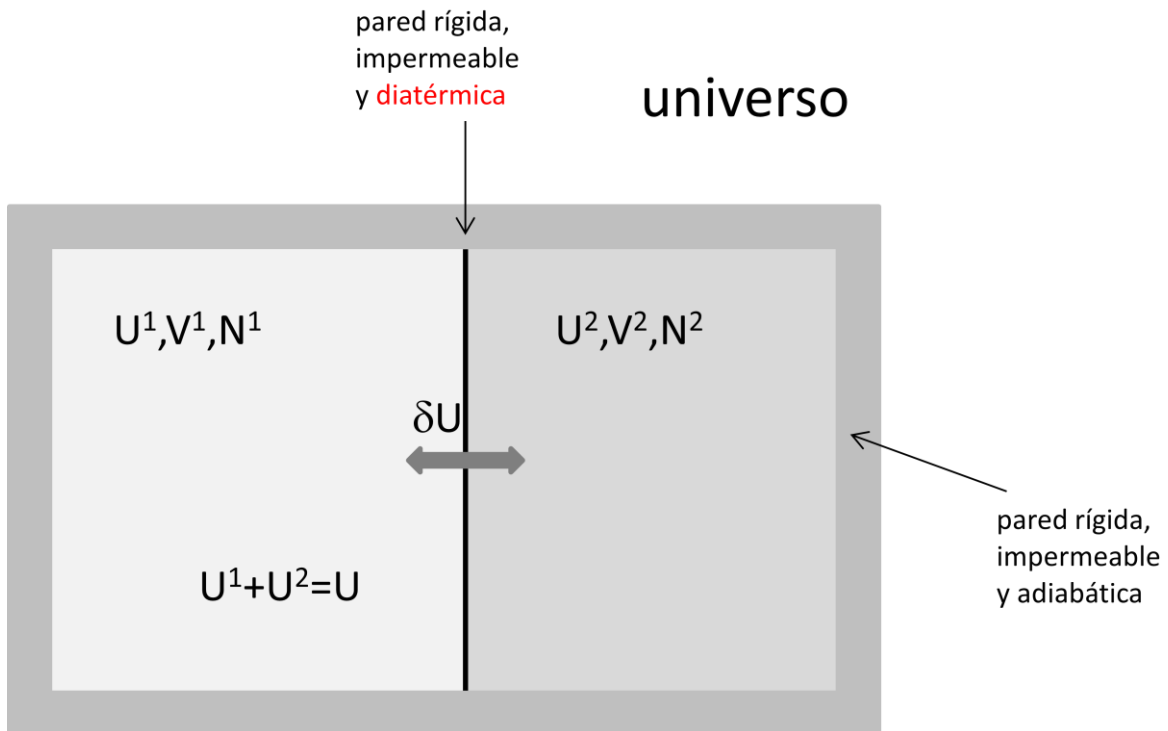 pared rígida,
impermeable
y diatérmica
universo
U¹,V¹,N¹
U²,V²,N²
δU
U¹+U²=U
pared rígida,
impermeable
y adiabática